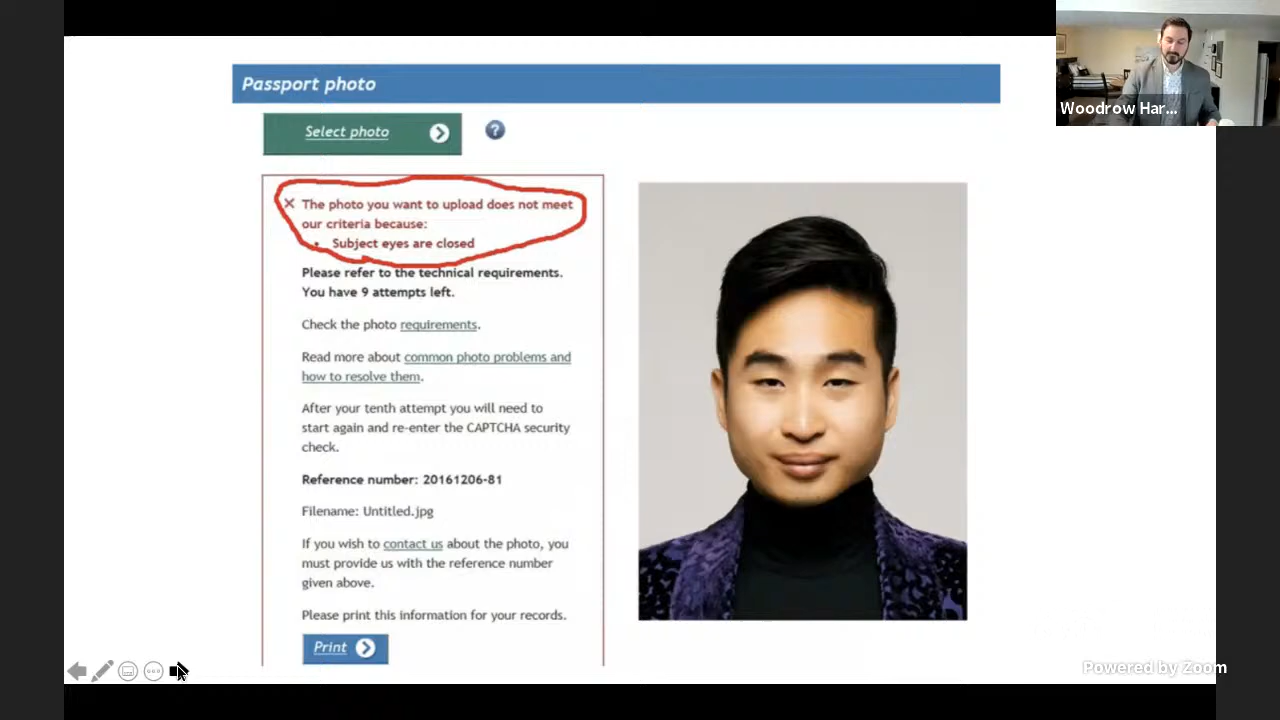 Passport photo
Select photo
?
The photo you want to upload does not meet
our criteria because:
• Subject eyes are closed
Please refer to the technical requirements.
You have 9 attempts left.
Check the photo requirements.
Read more about common photo problems and
how to resolve them.
After your tenth attempt you will need to
start again and re-enter the CAPTCHA security
check.
Reference number: 20161206-81
Filename: Untitled.jpg
If you wish to contact us about the photo, you
must provide us with the reference number
given above.
Please print this information for your records.
Print
Woodrow Har...
Powered by Zoom